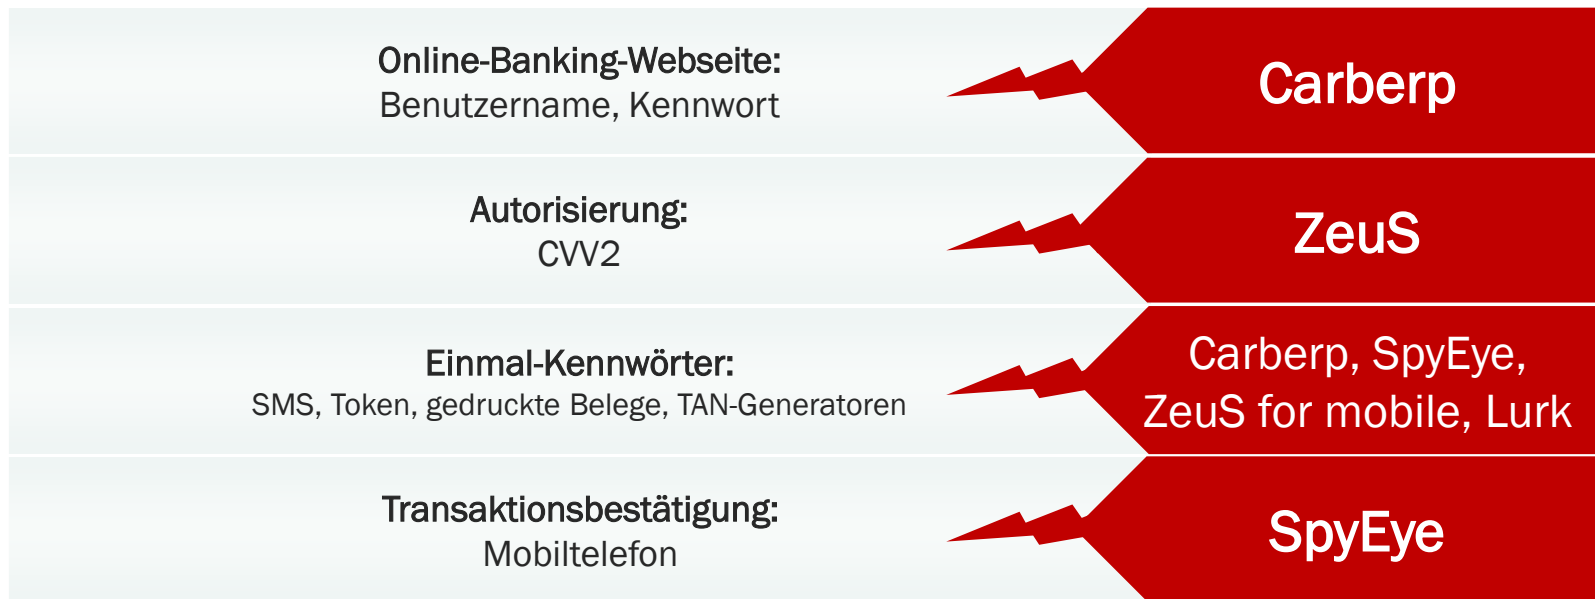 Online-Banking-Webseite:
Benutzername, Kennwort
Carberp
Autorisierung:
CVV2
ZeuS
Einmal-Kennwörter:
SMS, Token, gedruckte Belege, TAN-Generatoren
Carberp, SpyEye,
ZeuS for mobile, Lurk
Transaktionsbestätigung:
Mobiltelefon
SpyEye